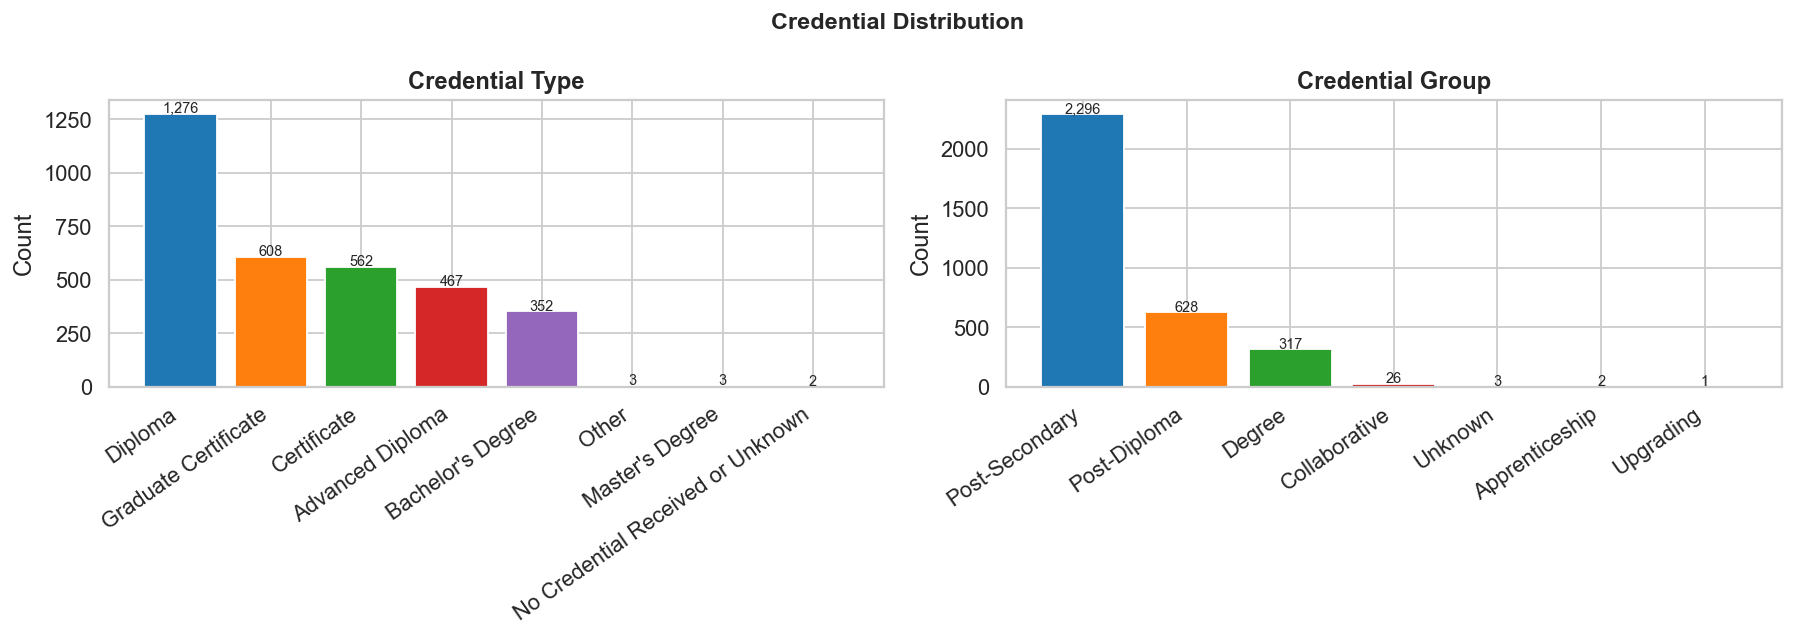 Credential Distribution
Credential Type
Count
1250
1000
750
500
250
0
1,276
608
562
467
352
3
3
2
Diploma
Graduate Certificate
Certificate
Advanced Diploma
Bachelor's Degree
Other
Master's Degree
No Credential Received or Unknown
Credential Group
Count
2000
1500
1000
500
0
2,296
628
317
26
3
2
1
Post-Secondary
Post-Diploma
Degree
Collaborative
Unknown
Apprenticeship
Upgrading